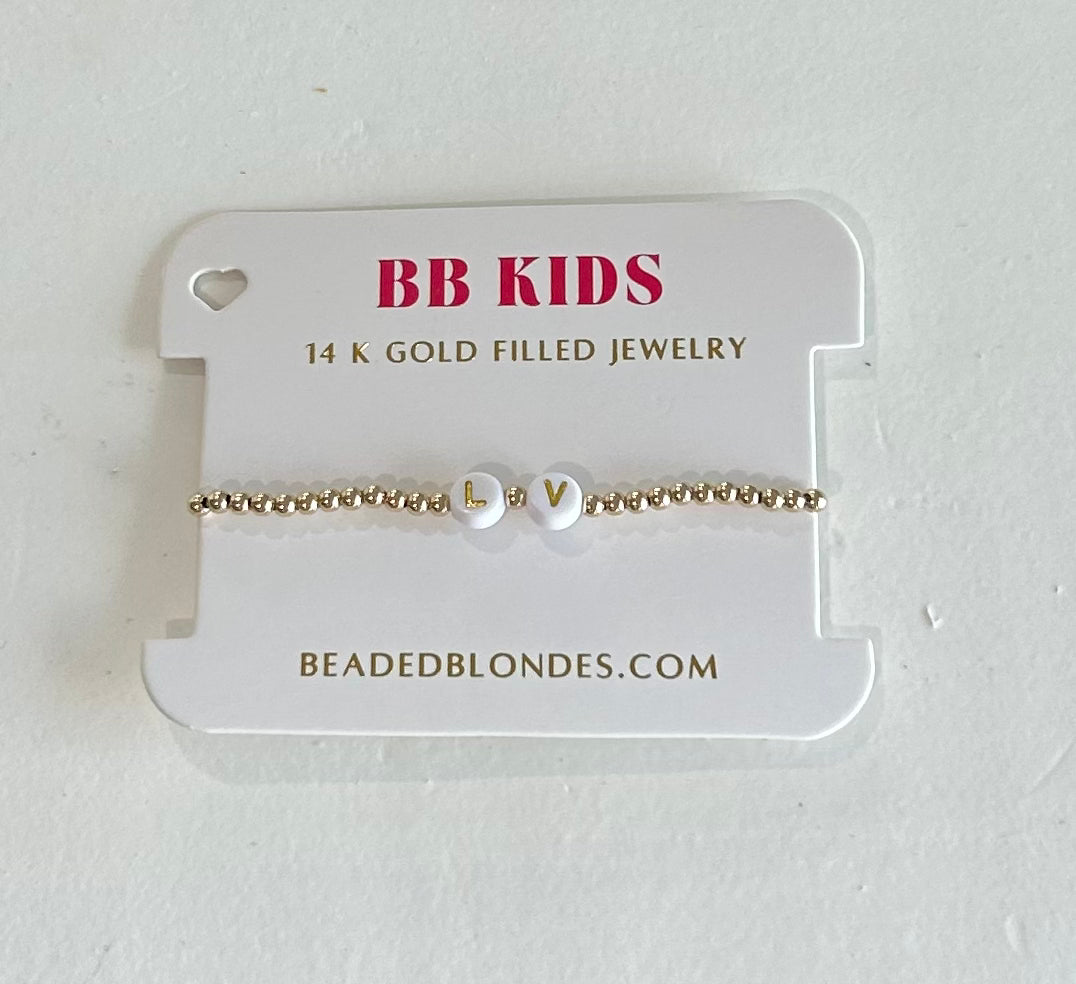 BB KIDS
14 K GOLD FILLED JEWELRY
L V
BEADEDBLONDES.COM